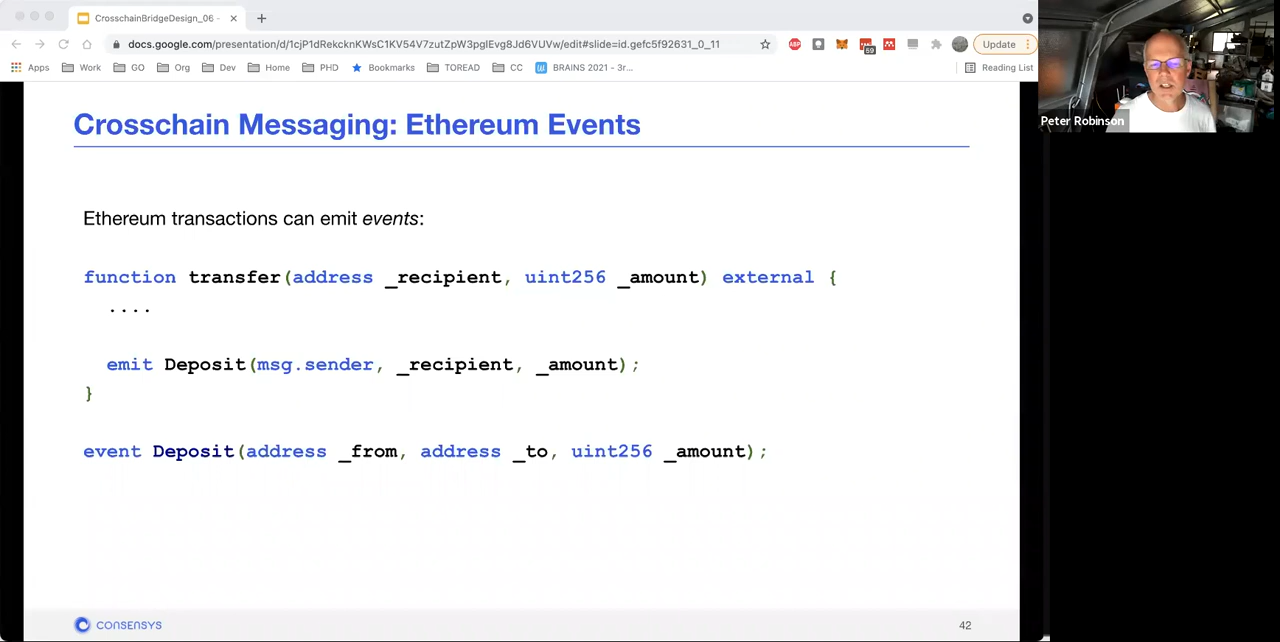 CrosschainBridgeDesign_06 -
docs.google.com/presentation/d/1cjP1dRekcknKWsC1KV54V7zutZpW3pglEvg8Jd6VUVw/edit#slide=id.gefc5f92631_0_11
ABP
59
Update
Apps Work GO Org Dev Home PHD Bookmarks TOREAD CC BRAINS 2021 - 3r... Reading List
Peter Robinson
Crosschain Messaging: Ethereum Events
Ethereum transactions can emit events:
function transfer(address _recipient, uint256 _amount) external {
....
emit Deposit(msg.sender, _recipient, _amount);
}
event Deposit(address _from, address _to, uint256 _amount);
CONSENSYS
42